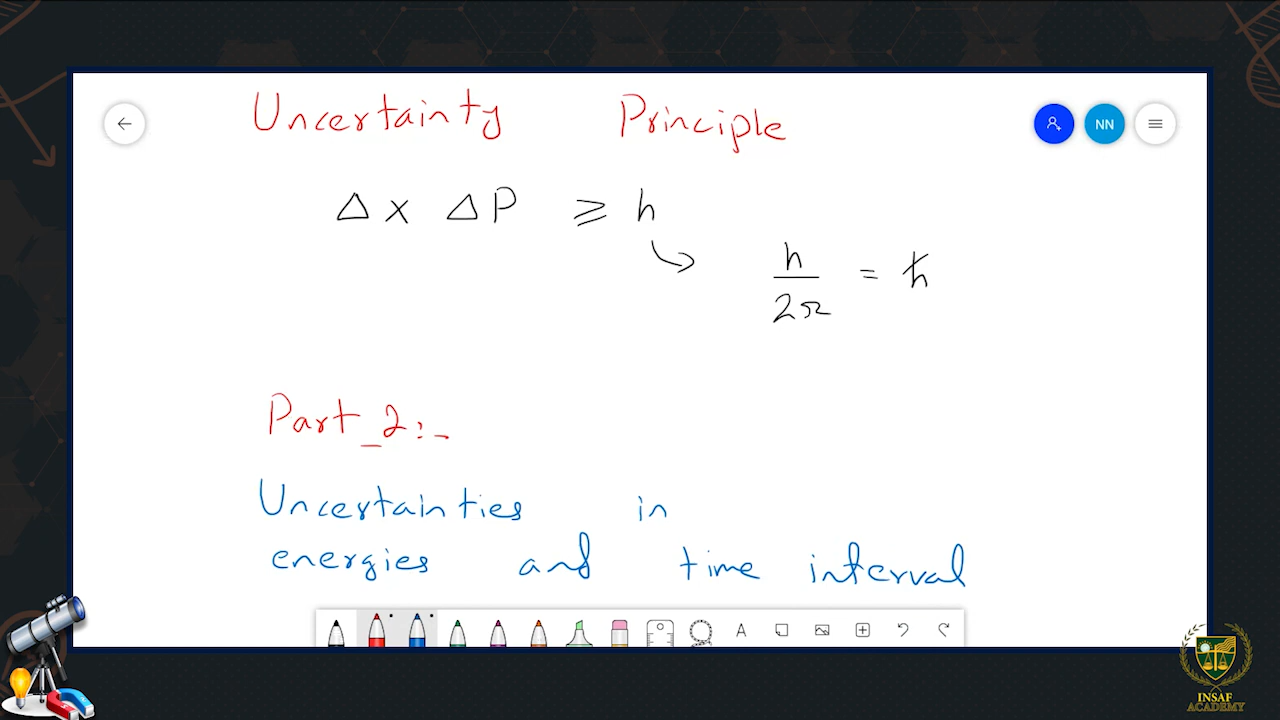 Uncertainty Principle
NN
Δx ΔP ≥ h
h/2π = ħ
Part_2:-
Uncertainties in
energies and time interval
A
INSAF
ACADEMY